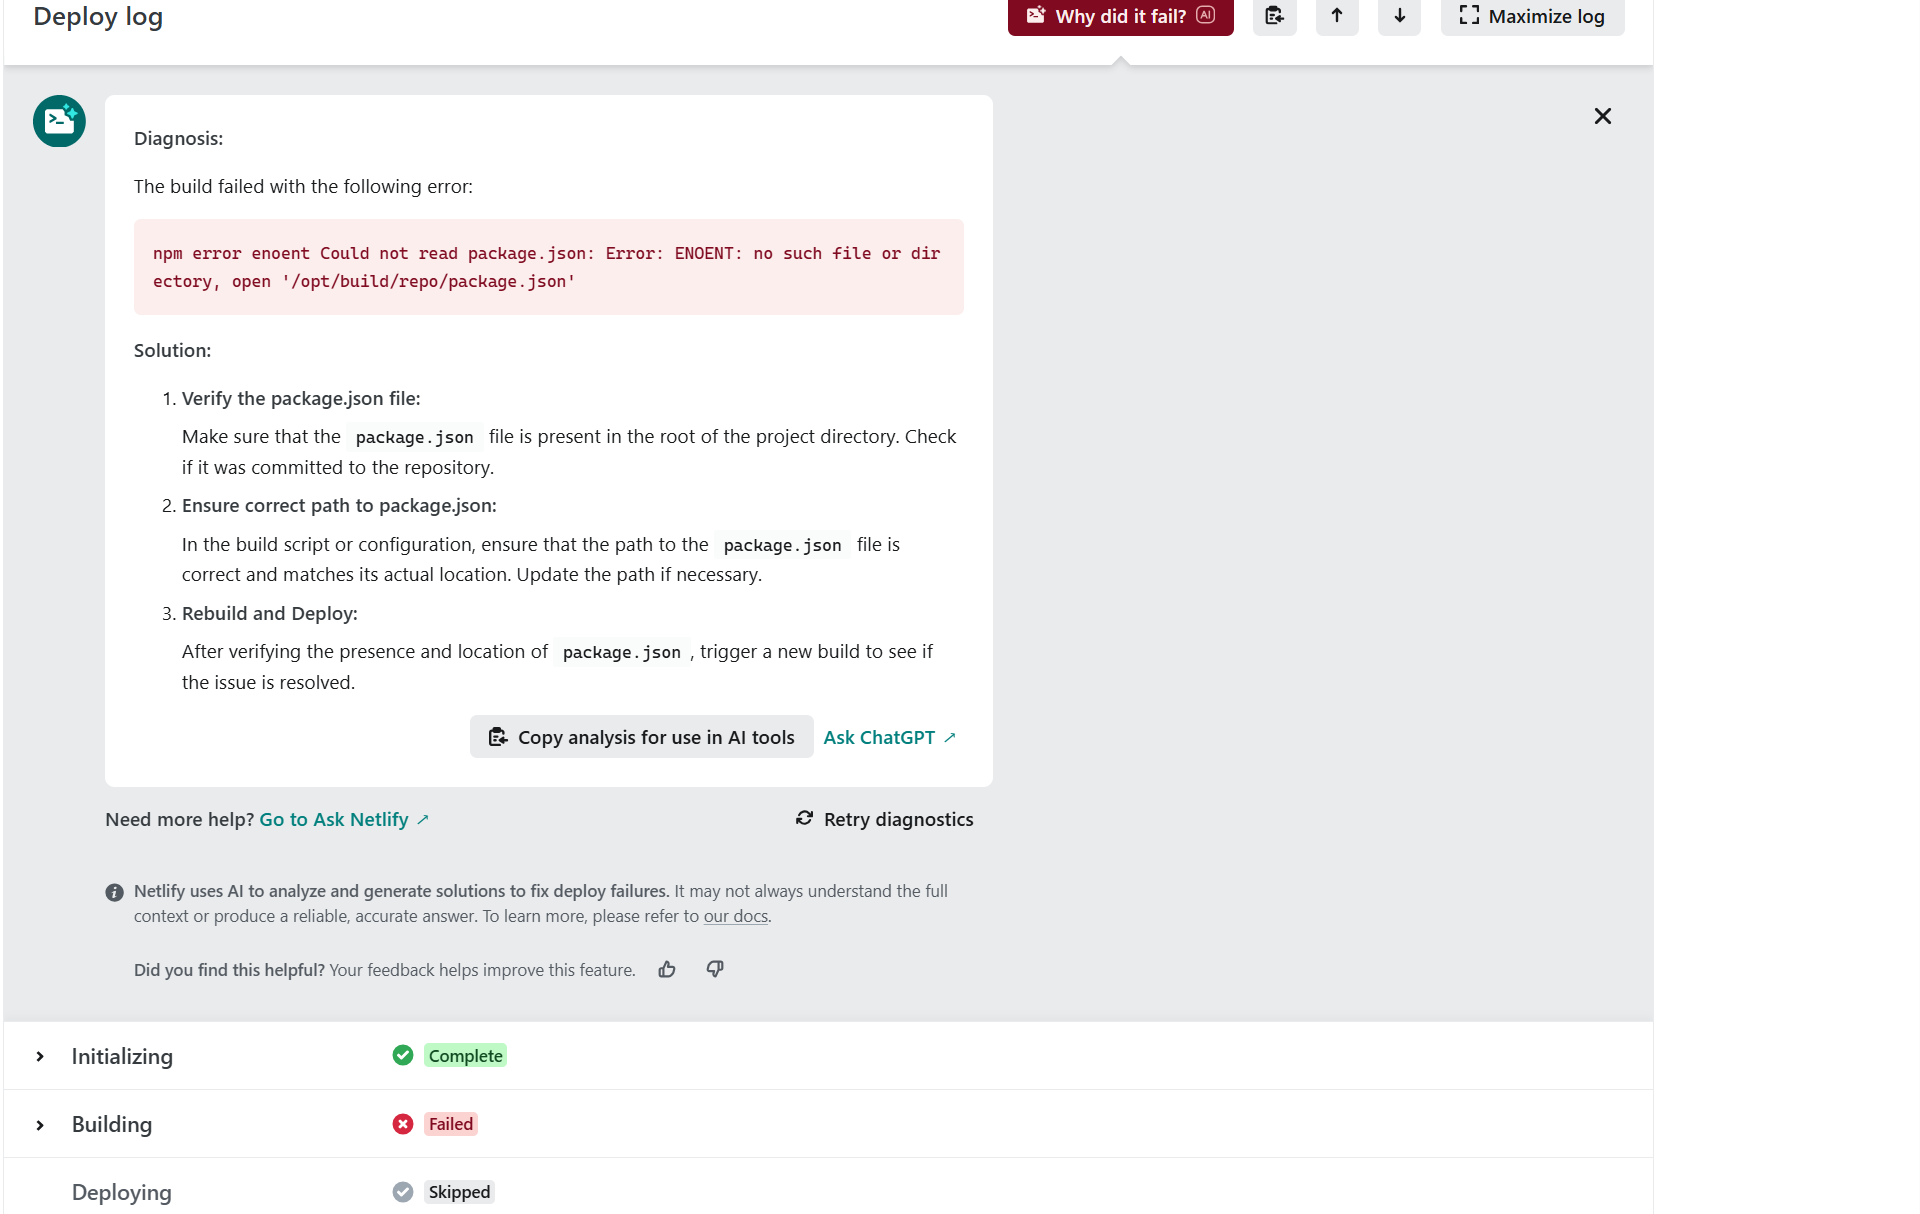 Deploy log
Why did it fail? AI
Maximize log
Diagnosis:
The build failed with the following error:
npm error enoent Could not read package.json: Error: ENOENT: no such file or dir
ectory, open '/opt/build/repo/package.json'
Solution:
1. Verify the package.json file:
Make sure that the package.json file is present in the root of the project directory. Check
if it was committed to the repository.
2. Ensure correct path to package.json:
In the build script or configuration, ensure that the path to the package.json file is
correct and matches its actual location. Update the path if necessary.
3. Rebuild and Deploy:
After verifying the presence and location of package.json , trigger a new build to see if
the issue is resolved.
Copy analysis for use in AI tools
Ask ChatGPT
Need more help? Go to Ask Netlify
Retry diagnostics
Netlify uses AI to analyze and generate solutions to fix deploy failures. It may not always understand the full
context or produce a reliable, accurate answer. To learn more, please refer to our docs.
Did you find this helpful? Your feedback helps improve this feature.
Initializing
Complete
Building
Failed
Deploying
Skipped